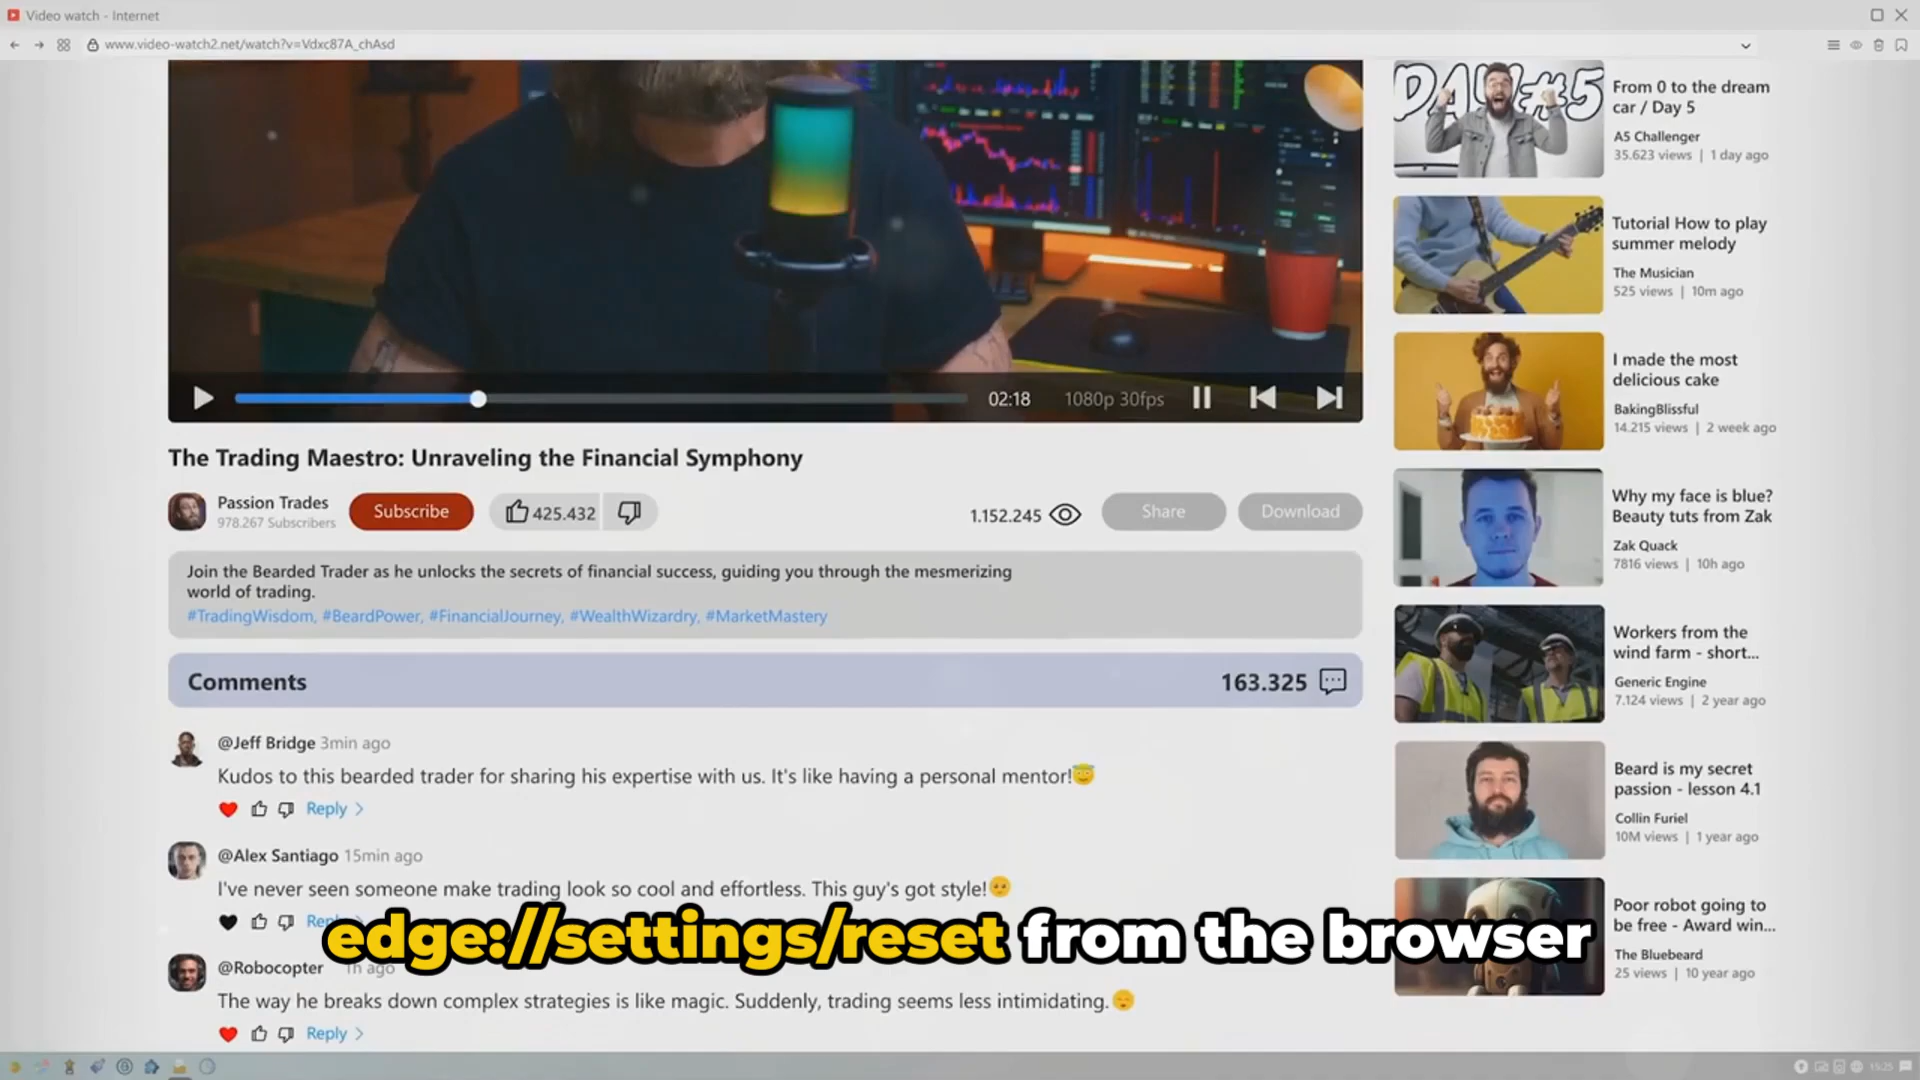 Video watch - Internet
www.video-watch2.net/watch?v=Vdxc87A_chAsd
DAY#5
From 0 to the dream
car / Day 5
A5 Challenger
35.623 views | 1 day ago
Tutorial How to play
summer melody
The Musician
525 views | 10m ago
I made the most
delicious cake
BakingBlissful
14.215 views | 2 week ago
02:18 1080p 30fps
The Trading Maestro: Unraveling the Financial Symphony
Passion Trades
978.267 Subscribers
Subscribe
425.432
1.152.245
Share
Download
Why my face is blue?
Beauty tuts from Zak
Zak Quack
7816 views | 10h ago
Join the Bearded Trader as he unlocks the secrets of financial success, guiding you through the mesmerizing
world of trading.
#TradingWisdom, #BeardPower, #FinancialJourney, #WealthWizardry, #MarketMastery
Workers from the
wind farm - short...
Generic Engine
7.124 views | 2 year ago
Comments 163.325
@Jeff Bridge 3min ago
Kudos to this bearded trader for sharing his expertise with us. It's like having a personal mentor!😇
Reply >
Beard is my secret
passion - lesson 4.1
Collin Furiel
10M views | 1 year ago
@Alex Santiago 15min ago
I've never seen someone make trading look so cool and effortless. This guy's got style!
Reply
edge://settings/reset from the browser
Poor robot going to
be free - Award win...
The Bluebeard
25 views | 10 year ago
@Robocopter 1h ago
The way he breaks down complex strategies is like magic. Suddenly, trading seems less intimidating.
Reply >
15:25